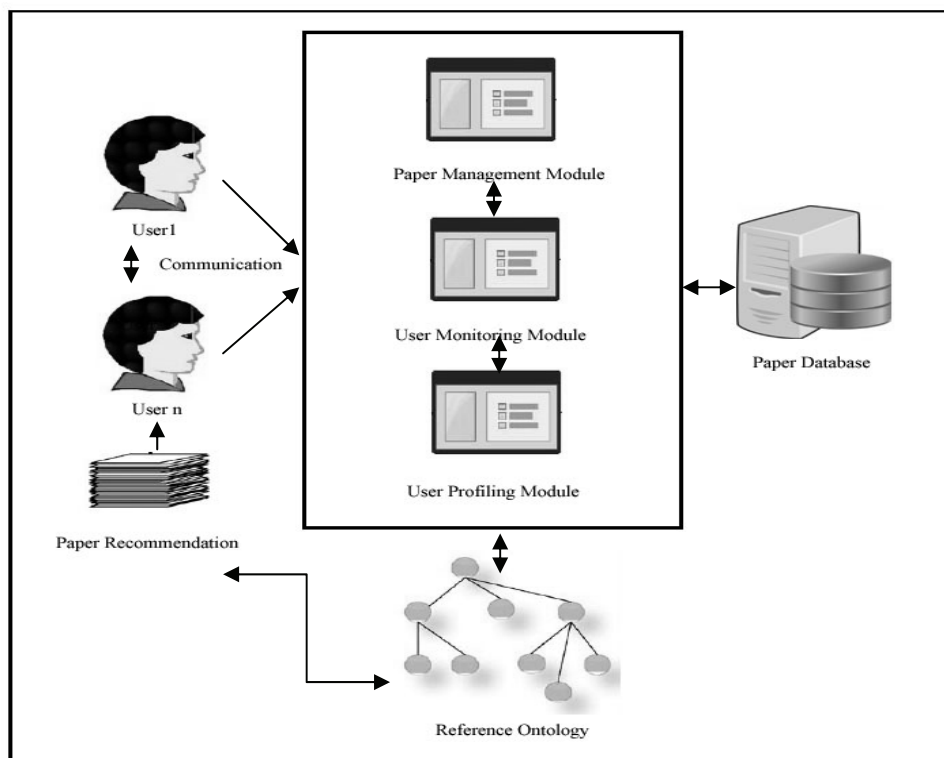 Paper Management Module
User1
Communication
User Monitoring Module
Paper Database
User n
User Profiling Module
Paper Recommendation
Reference Ontology